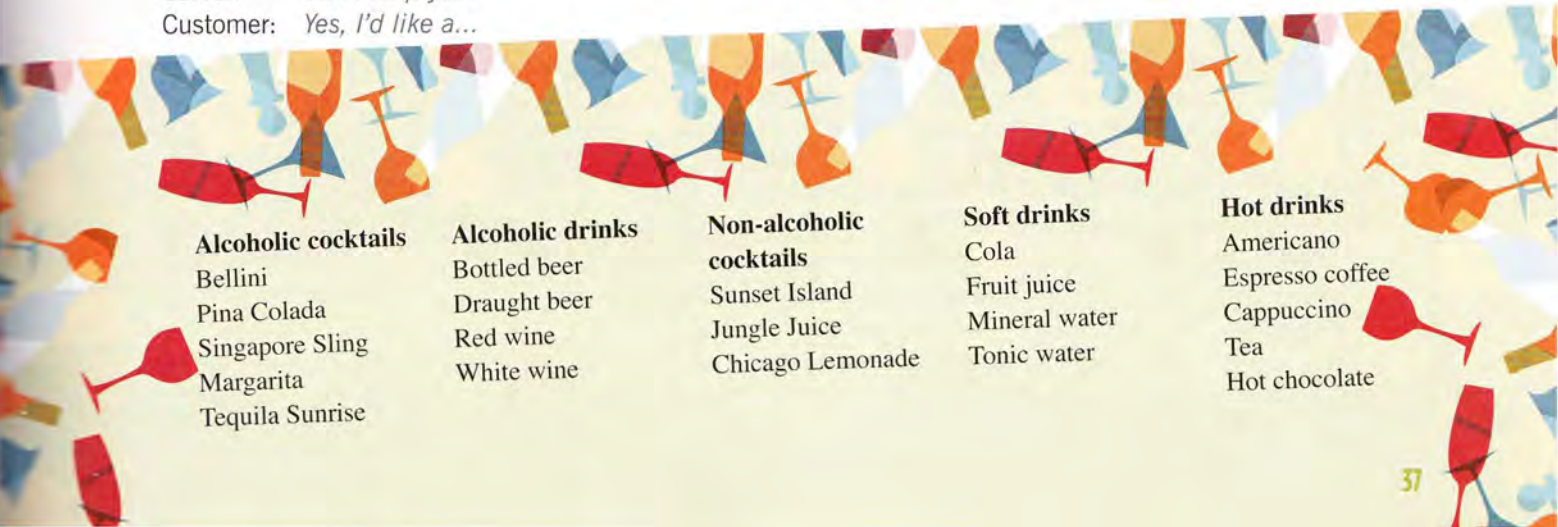 Customer: Yes, I'd like a...
Alcoholic cocktails
Bellini
Pina Colada
Singapore Sling
Margarita
Tequila Sunrise
Alcoholic drinks
Bottled beer
Draught beer
Red wine
White wine
Non-alcoholic
cocktails
Sunset Island
Jungle Juice
Chicago Lemonade
Soft drinks
Cola
Fruit juice
Mineral water
Tonic water
Hot drinks
Americano
Espresso coffee
Cappuccino
Tea
Hot chocolate
37